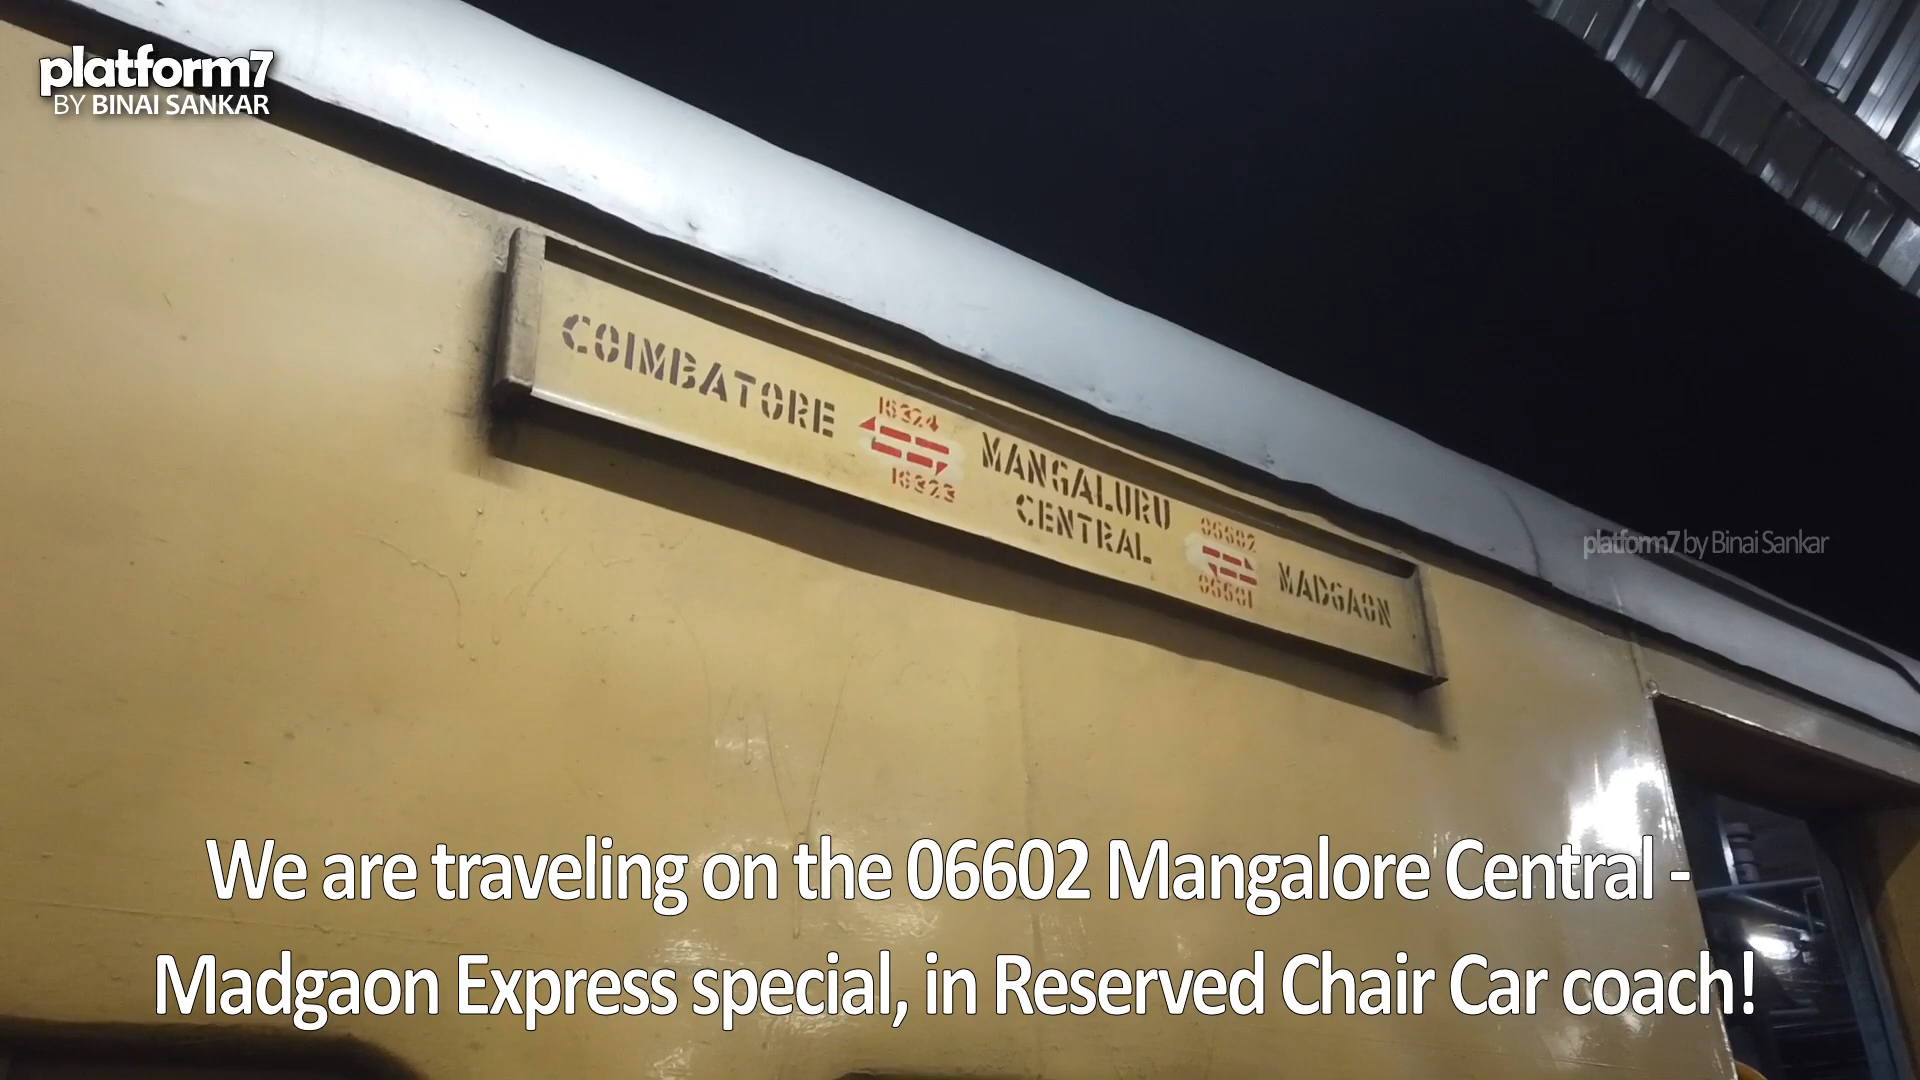 platform7
BY BINAI SANKAR
COIMBATORE
16324
16323
MANGALURU
CENTRAL
06602
06601
MADGAON
platform7 by Binai Sankar
We are traveling on the 06602 Mangalore Central -
Madgaon Express special, in Reserved Chair Car coach!